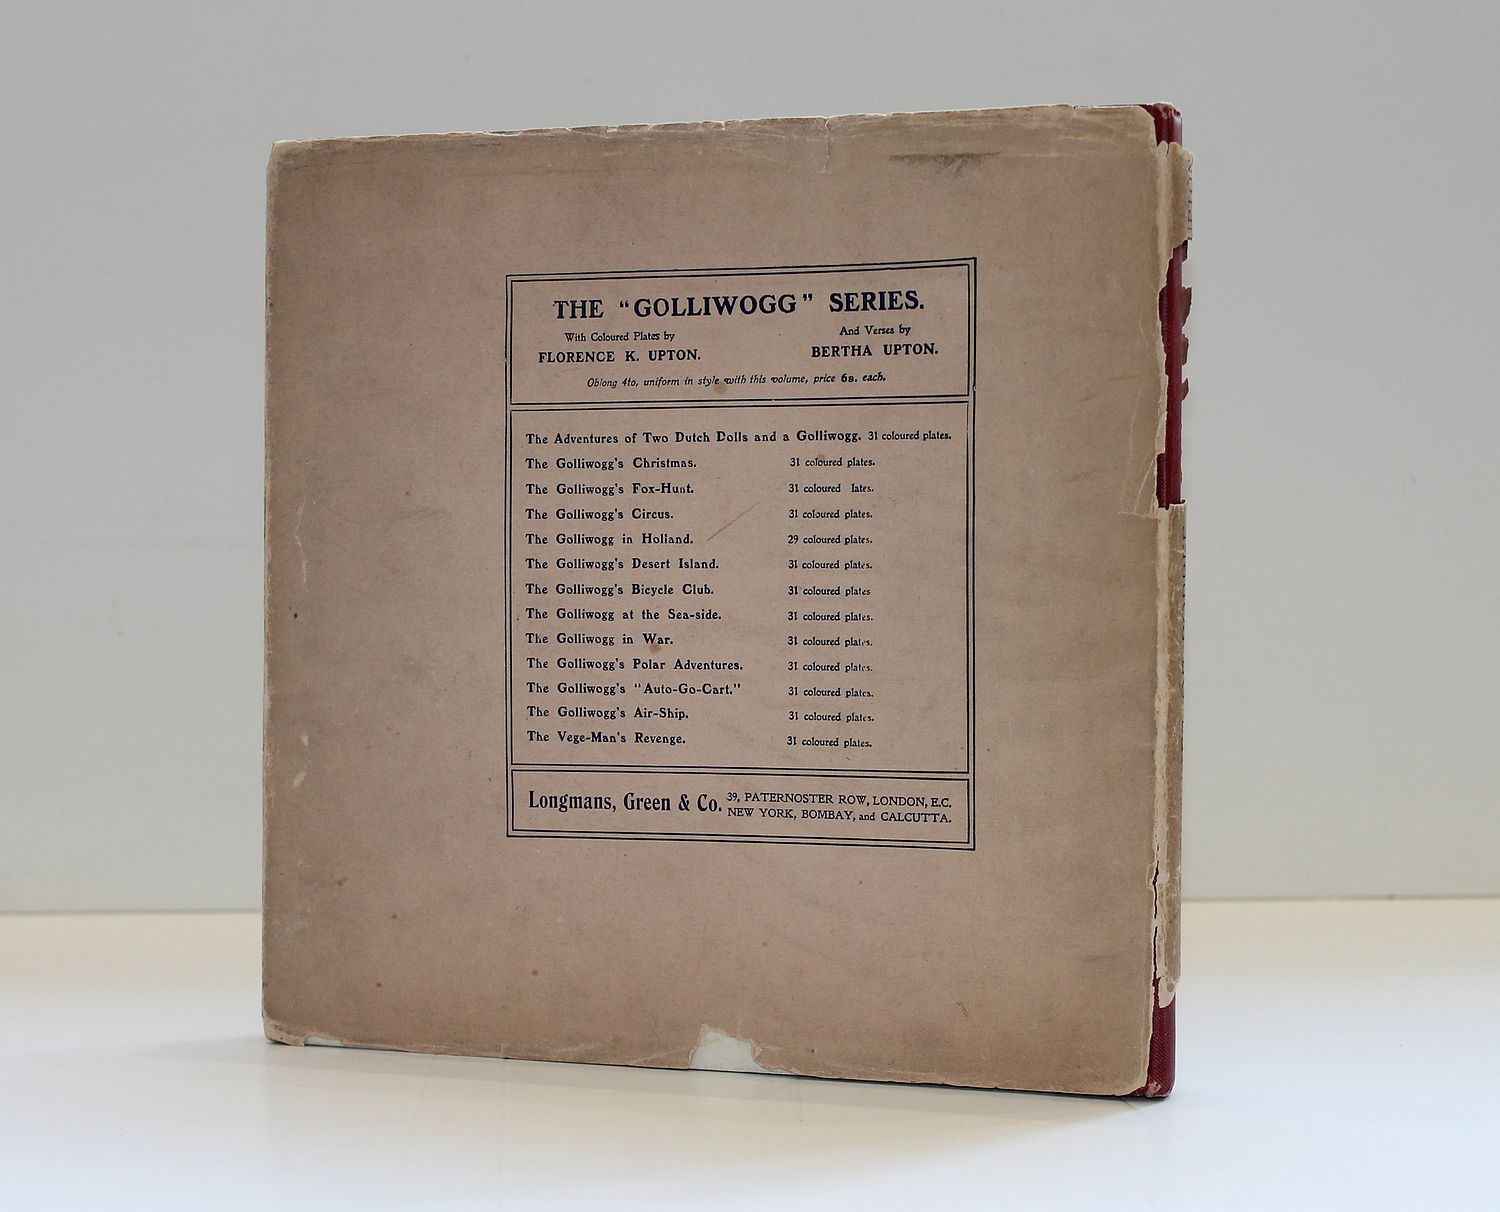 THE "GOLLIWOGG" SERIES.
With Coloured Plates by
FLORENCE K. UPTON.
And Verses by
BERTHA UPTON.
Oblong 4to, uniform in style with this volume, price 6s. each.
The Adventures of Two Dutch Dolls and a Golliwogg. 31 coloured plates.
The Golliwogg's Christmas. 31 coloured plates.
The Golliwogg's Fox-Hunt. 31 coloured lates.
The Golliwogg's Circus. 31 coloured plates.
The Golliwogg in Holland. 29 coloured plates.
The Golliwogg's Desert Island. 31 coloured plates.
The Golliwogg's Bicycle Club. 31 coloured plates
The Golliwogg at the Sea-side. 31 coloured plates.
The Golliwogg in War. 31 coloured plates.
The Golliwogg's Polar Adventures. 31 coloured plates.
The Golliwogg's "Auto-Go-Cart." 31 coloured plates.
The Golliwogg's Air-Ship. 31 coloured plates.
The Vege-Man's Revenge. 31 coloured plates.
Longmans, Green & Co. 39, PATERNOSTER ROW, LONDON, E.C.
NEW YORK, BOMBAY, and CALCUTTA.